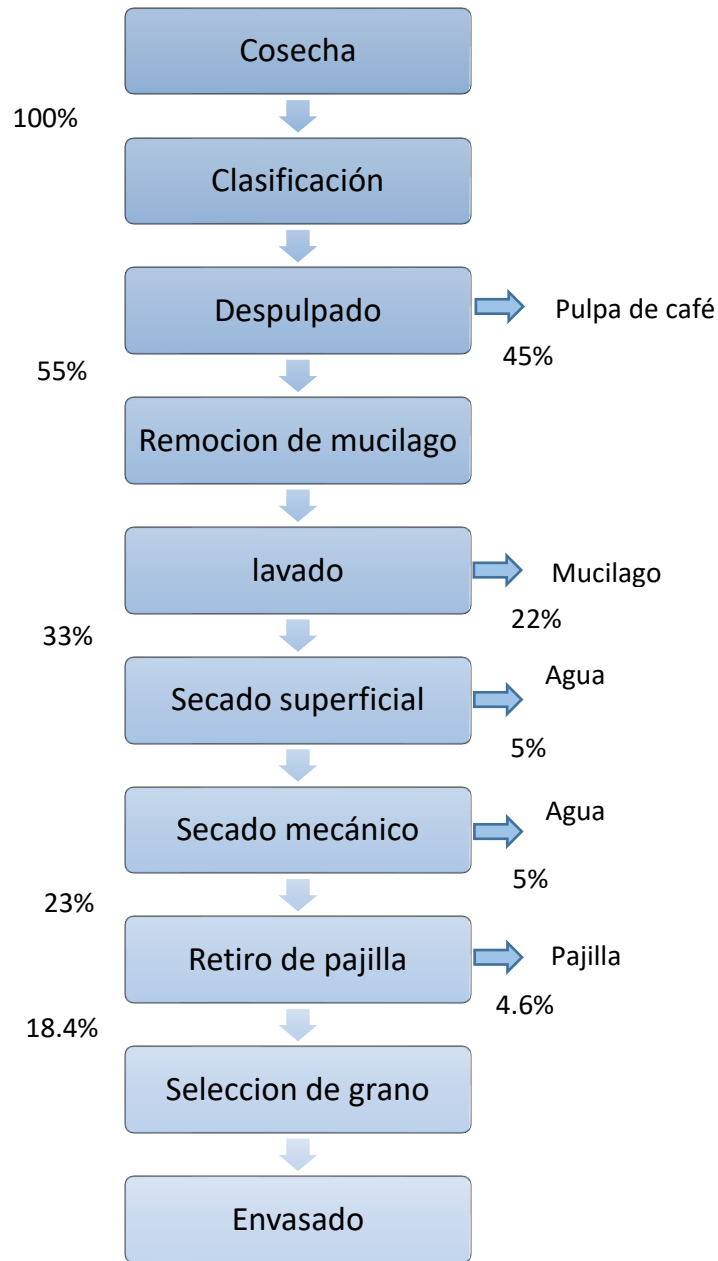 Cosecha
100%
Clasificación
Despulpado
Pulpa de café
45%
55%
Remocion de mucilago
lavado
Mucilago
22%
33%
Secado superficial
Agua
5%
Secado mecánico
Agua
5%
23%
Retiro de pajilla
Pajilla
4.6%
18.4%
Seleccion de grano
Envasado